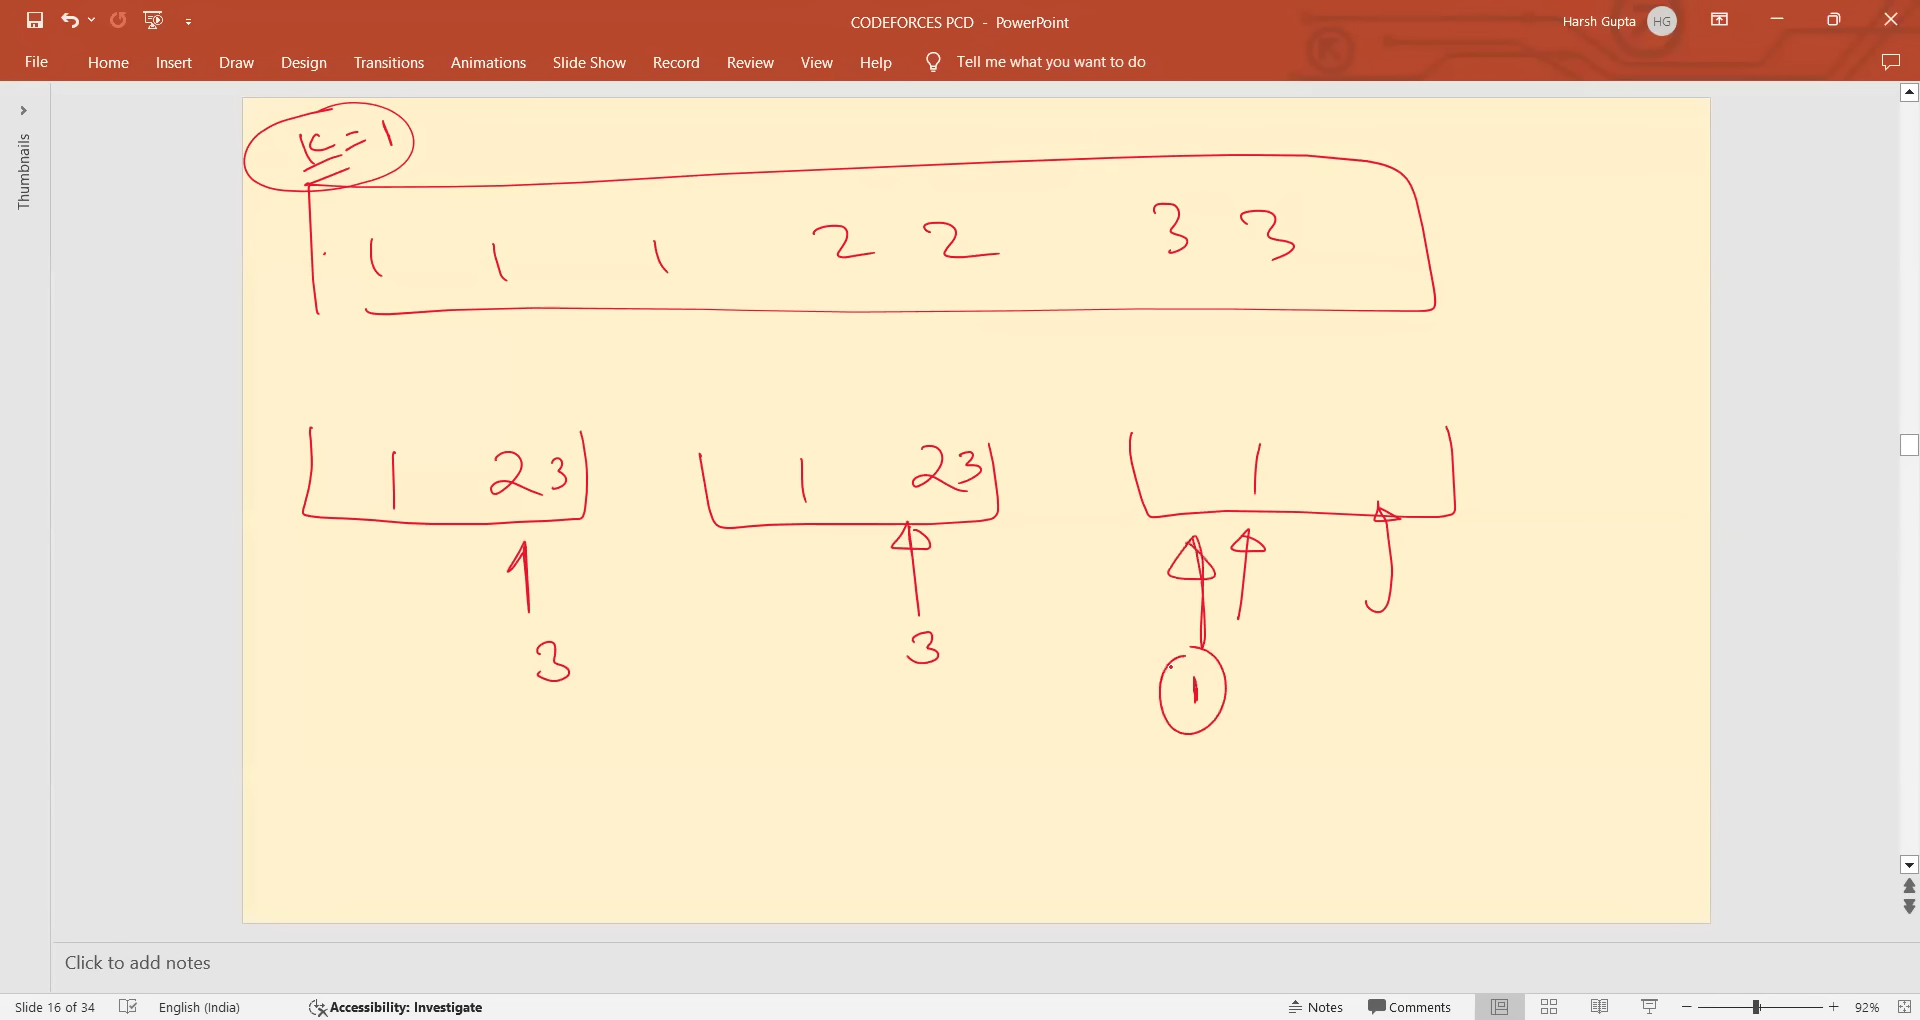 CODEFORCES PCD - PowerPoint
Harsh Gupta HG
File Home Insert Draw Design Transitions Animations Slide Show Record Review View Help Tell me what you want to do
Thumbnails
K=1
1 1 1 2 2 3 3
1 2 3 1 2 3 1
3 3 1
Click to add notes
Slide 16 of 34 English (India) Accessibility: Investigate Notes Comments 92%